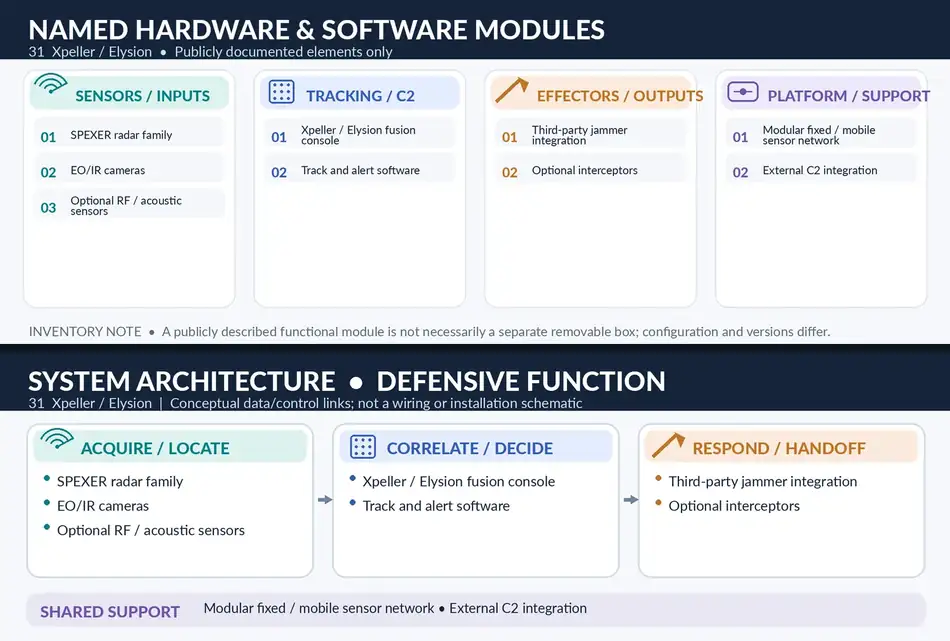 NAMED HARDWARE & SOFTWARE MODULES
31 Xpeller / Elysion • Publicly documented elements only
SENSORS / INPUTS
01 SPEXER radar family
02 EO/IR cameras
03 Optional RF / acoustic
sensors
TRACKING / C2
01 Xpeller / Elysion fusion
console
02 Track and alert software
EFFECTORS / OUTPUTS
01 Third-party jammer
integration
02 Optional interceptors
PLATFORM / SUPPORT
01 Modular fixed / mobile
sensor network
02 External C2 integration
INVENTORY NOTE • A publicly described functional module is not necessarily a separate removable box; configuration and versions differ.
SYSTEM ARCHITECTURE • DEFENSIVE FUNCTION
31 Xpeller / Elysion | Conceptual data/control links; not a wiring or installation schematic
ACQUIRE / LOCATE
• SPEXER radar family
• EO/IR cameras
• Optional RF / acoustic sensors
CORRELATE / DECIDE
• Xpeller / Elysion fusion console
• Track and alert software
RESPOND / HANDOFF
• Third-party jammer integration
• Optional interceptors
SHARED SUPPORT Modular fixed / mobile sensor network • External C2 integration